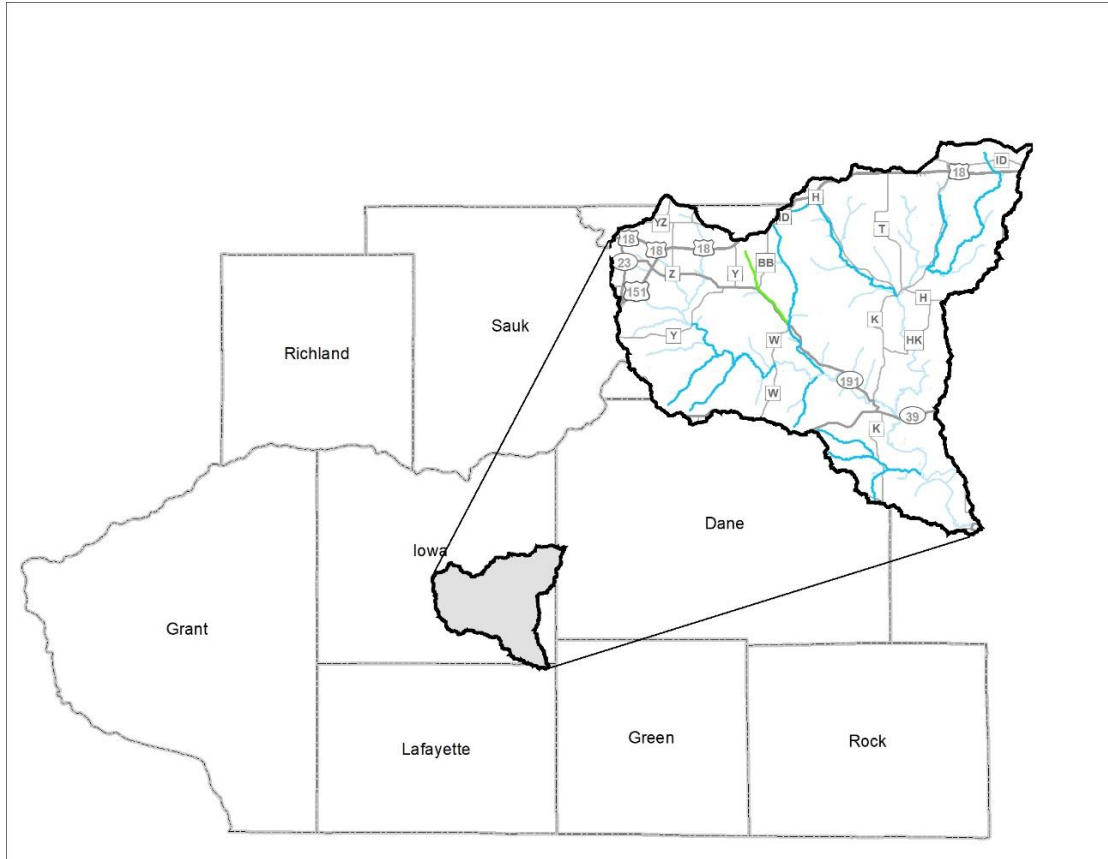 ID
18
H
YZ
D
T
18
18
18
23
BB
Z
Y
151
H
K
Sauk
Y
W
HK
Richland
191
W
39
K
Dane
Iowa
Grant
Green
Rock
Lafayette